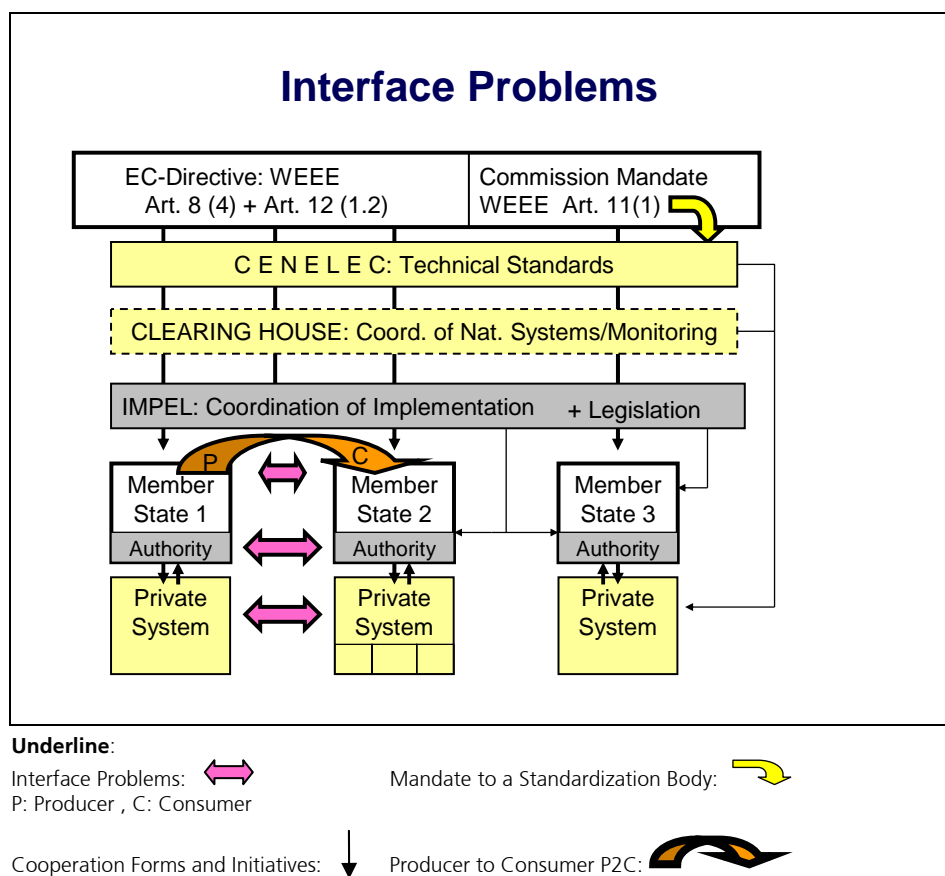 Interface Problems
EC-Directive: WEEE
Art. 8 (4) + Art. 12 (1.2)
Commission Mandate
WEEE Art. 11(1)
C E N E L E C: Technical Standards
CLEARING HOUSE: Coord. of Nat. Systems/Monitoring
IMPEL: Coordination of Implementation + Legislation
P
C
Member
State 1
Authority
Private
System
Member
State 2
Authority
Private
System
Member
State 3
Authority
Private
System
Underline:
Interface Problems:
P: Producer , C: Consumer
Mandate to a Standardization Body:
Cooperation Forms and Initiatives:
Producer to Consumer P2C: